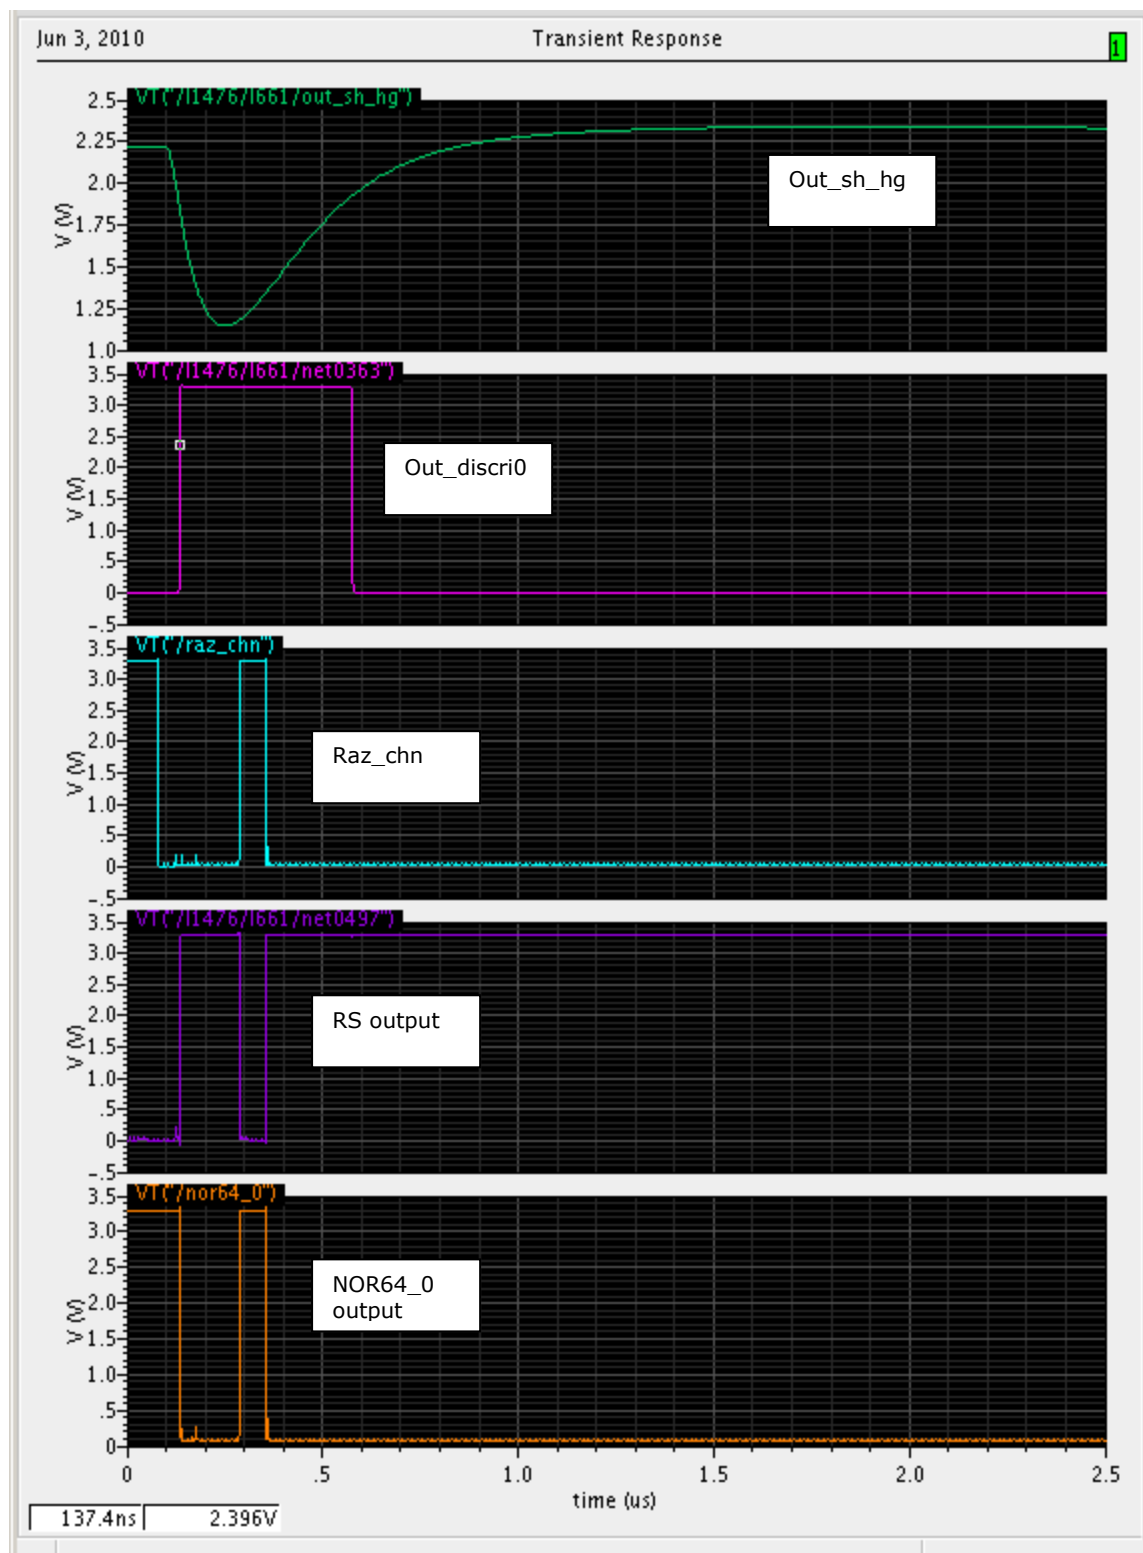 Jun 3, 2010
Transient Response
1
VT("/I1476/I661/out_sh_hg")
2.5
2.25
2.0
1.75
1.5
1.25
1.0
V (V)
Out_sh_hg
VT("/I1476/I661/net0363")
3.5
3.0
2.5
2.0
1.5
1.0
.5
0
-.5
V (V)
Out_discri0
VT("/raz_chn")
3.5
3.0
2.5
2.0
1.5
1.0
.5
0
-.5
V (V)
Raz_chn
VT("/I1476/I661/net0497")
3.5
3.0
2.5
2.0
1.5
1.0
.5
0
-.5
V (V)
RS output
VT("/nor64_0")
3.5
3.0
2.5
2.0
1.5
1.0
.5
0
V (V)
NOR64_0
output
0 .5 1.0 1.5 2.0 2.5
time (us)
137.4ns 2.396V